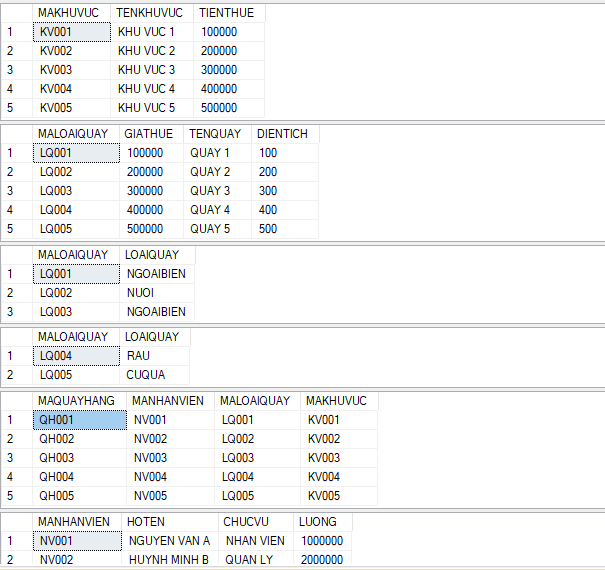 MAKHUVUC TENKHUVUC TIENTHUE
1 KV001 KHU VUC 1 100000
2 KV002 KHU VUC 2 200000
3 KV003 KHU VUC 3 300000
4 KV004 KHU VUC 4 400000
5 KV005 KHU VUC 5 500000
MALOAIQUAY GIATHUE TENQUAY DIENTICH
1 LQ001 100000 QUAY 1 100
2 LQ002 200000 QUAY 2 200
3 LQ003 300000 QUAY 3 300
4 LQ004 400000 QUAY 4 400
5 LQ005 500000 QUAY 5 500
MALOAIQUAY LOAIQUAY
1 LQ001 NGOAIBIEN
2 LQ002 NUOI
3 LQ003 NGOAIBIEN
MALOAIQUAY LOAIQUAY
1 LQ004 RAU
2 LQ005 CUQUA
MAQUAYHANG MANHANVIEN MALOAIQUAY MAKHUVUC
1 QH001 NV001 LQ001 KV001
2 QH002 NV002 LQ002 KV002
3 QH003 NV003 LQ003 KV003
4 QH004 NV004 LQ004 KV004
5 QH005 NV005 LQ005 KV005
MANHANVIEN HOTEN CHUCVU LUONG
1 NV001 NGUYEN VAN A NHAN VIEN 1000000
2 NV002 HUYNH MINH B QUAN LY 2000000